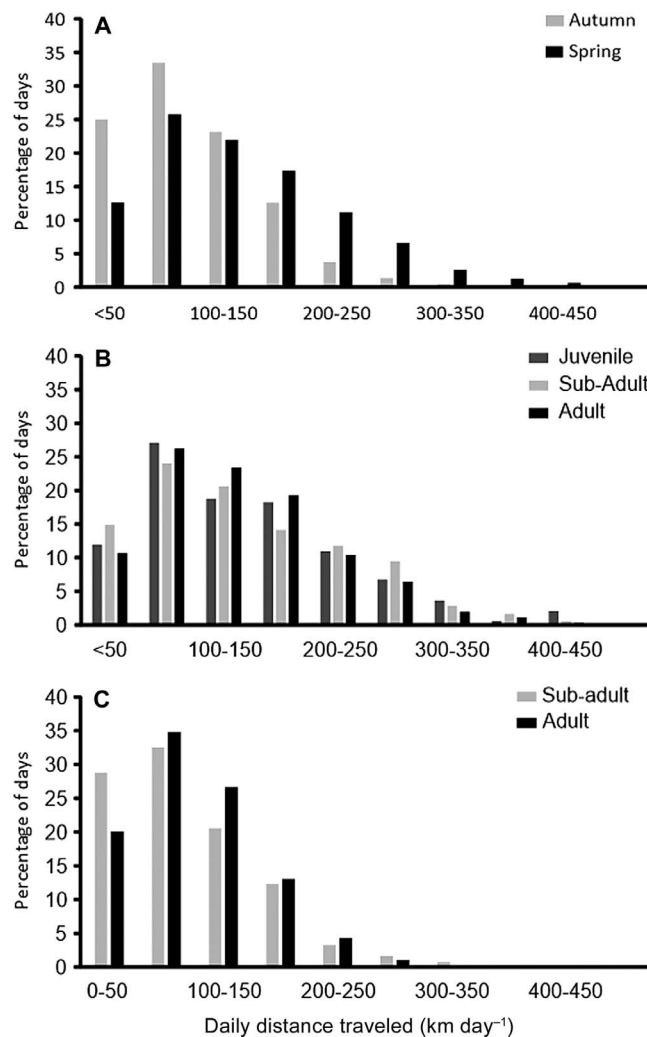 A
Autumn
Spring
Percentage of days
40
35
30
25
20
15
10
5
0
<50 100-150 200-250 300-350 400-450
B
Juvenile
Sub-Adult
Adult
Percentage of days
40
35
30
25
20
15
10
5
0
<50 100-150 200-250 300-350 400-450
C
Sub-adult
Adult
Percentage of days
40
35
30
25
20
15
10
5
0
0-50 100-150 200-250 300-350 400-450
Daily distance traveled (km day⁻¹)